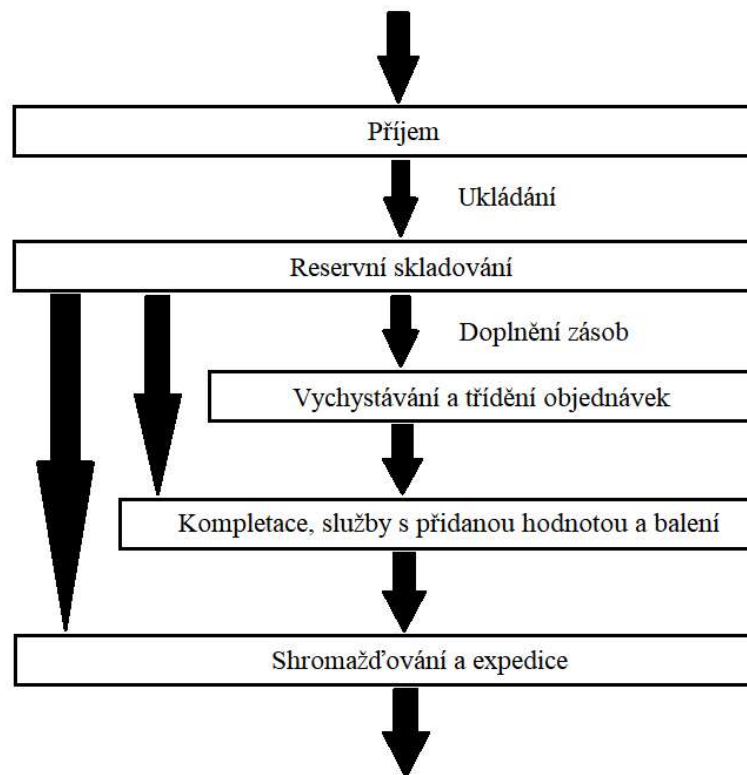 Příjem
Ukládání
Reservní skladování
Doplnění zásob
Vychystávání a třídění objednávek
Kompletace, služby s přidanou hodnotou a balení
Shromažďování a expedice